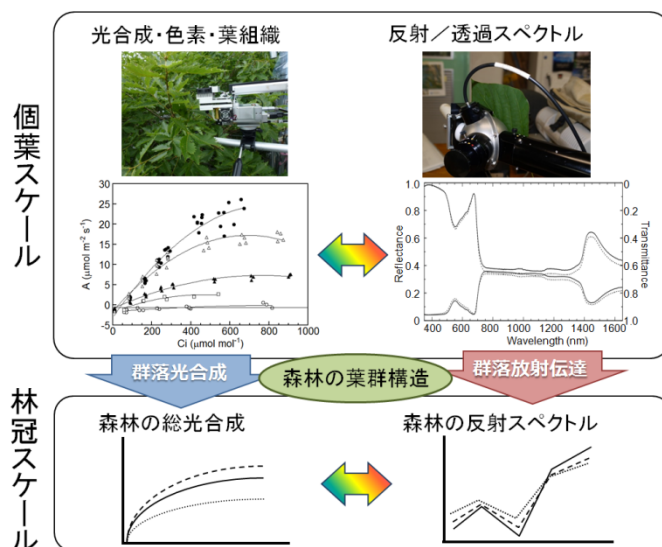 個葉スケール
光合成・色素・葉組織
反射／透過スペクトル
30
25
20
15
10
5
0
-5
A (μmol m⁻² s⁻¹)
0 200 400 600 800 1000
Ci (μmol mol⁻¹)
1.0
0.8
0.6
0.4
0.2
0.0
Reflectance
0
0.2
0.4
0.6
0.8
1.0
Transmittance
400 600 800 1000 1200 1400 1600
Wavelength (nm)
群落光合成
森林の葉群構造
群落放射伝達
林冠スケール
森林の総光合成
森林の反射スペクトル